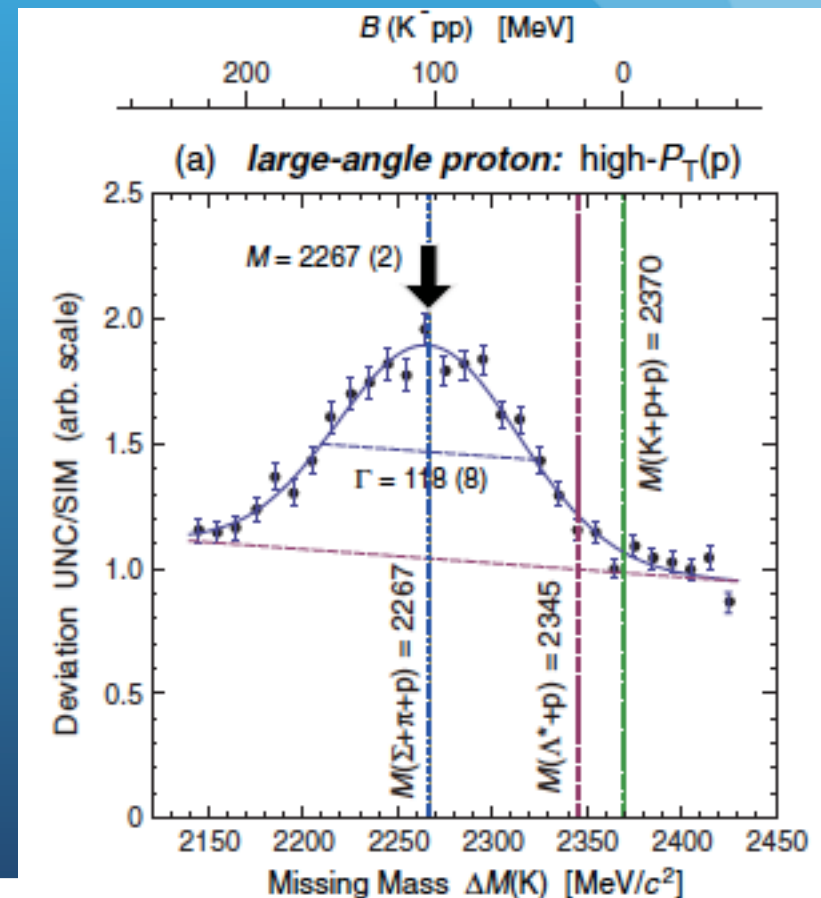 B (K⁻pp) [MeV]
200 100 0
(a) large-angle proton: high-P_T(p)
2.5
2.0
1.5
1.0
0.5
0
Deviation UNC/SIM (arb. scale)
M = 2267 (2)
Γ = 118 (8)
M(Σ+π+p) = 2267
M(Λ*+p) = 2345
M(K+p+p) = 2370
2150 2200 2250 2300 2350 2400 2450
Missing Mass ΔM(K) [MeV/c²]